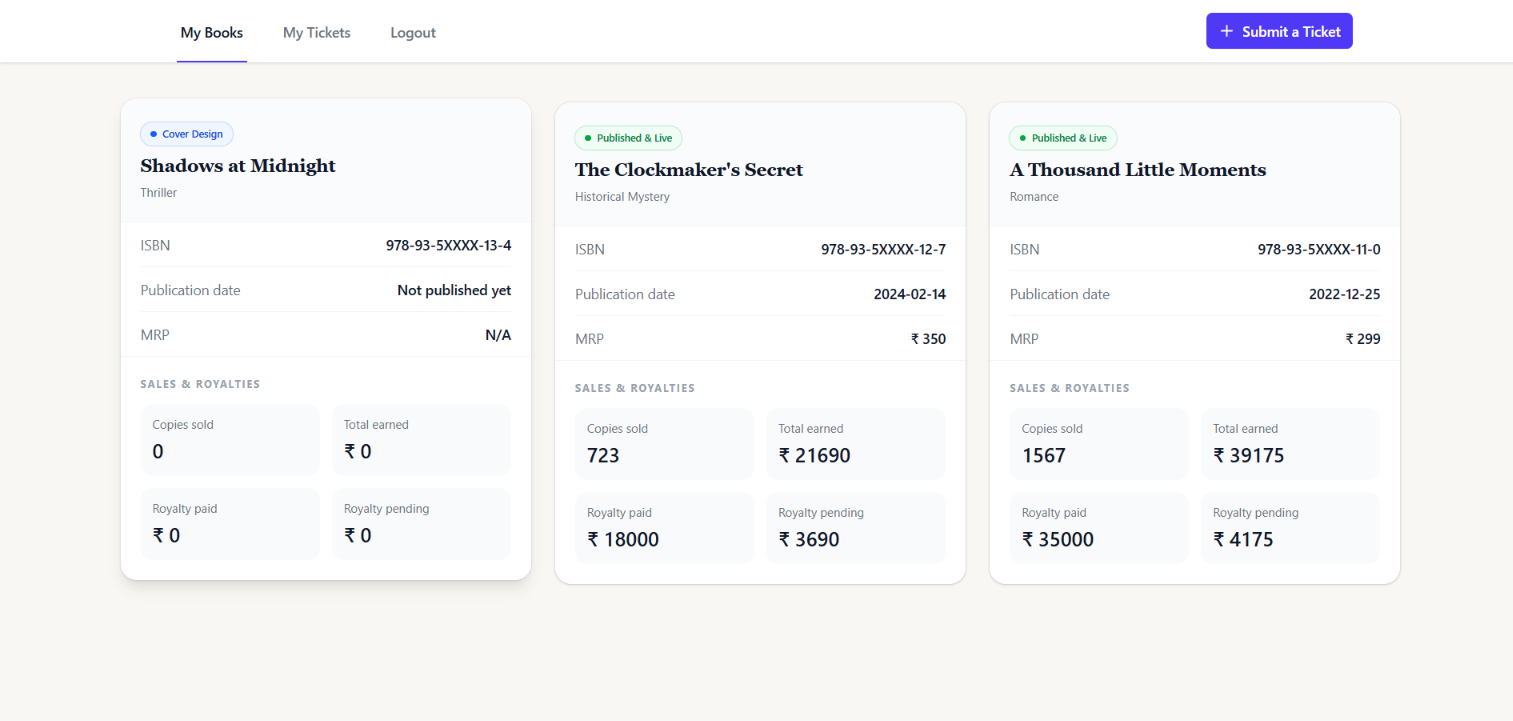 My Books My Tickets Logout + Submit a Ticket
Cover Design
Shadows at Midnight
Thriller
ISBN 978-93-5XXXX-13-4
Publication date Not published yet
MRP N/A
SALES & ROYALTIES
Copies sold Total earned
0 ₹ 0
Royalty paid Royalty pending
₹ 0 ₹ 0
Published & Live
The Clockmaker's Secret
Historical Mystery
ISBN 978-93-5XXXX-12-7
Publication date 2024-02-14
MRP ₹ 350
SALES & ROYALTIES
Copies sold Total earned
723 ₹ 21690
Royalty paid Royalty pending
₹ 18000 ₹ 3690
Published & Live
A Thousand Little Moments
Romance
ISBN 978-93-5XXXX-11-0
Publication date 2022-12-25
MRP ₹ 299
SALES & ROYALTIES
Copies sold Total earned
1567 ₹ 39175
Royalty paid Royalty pending
₹ 35000 ₹ 4175